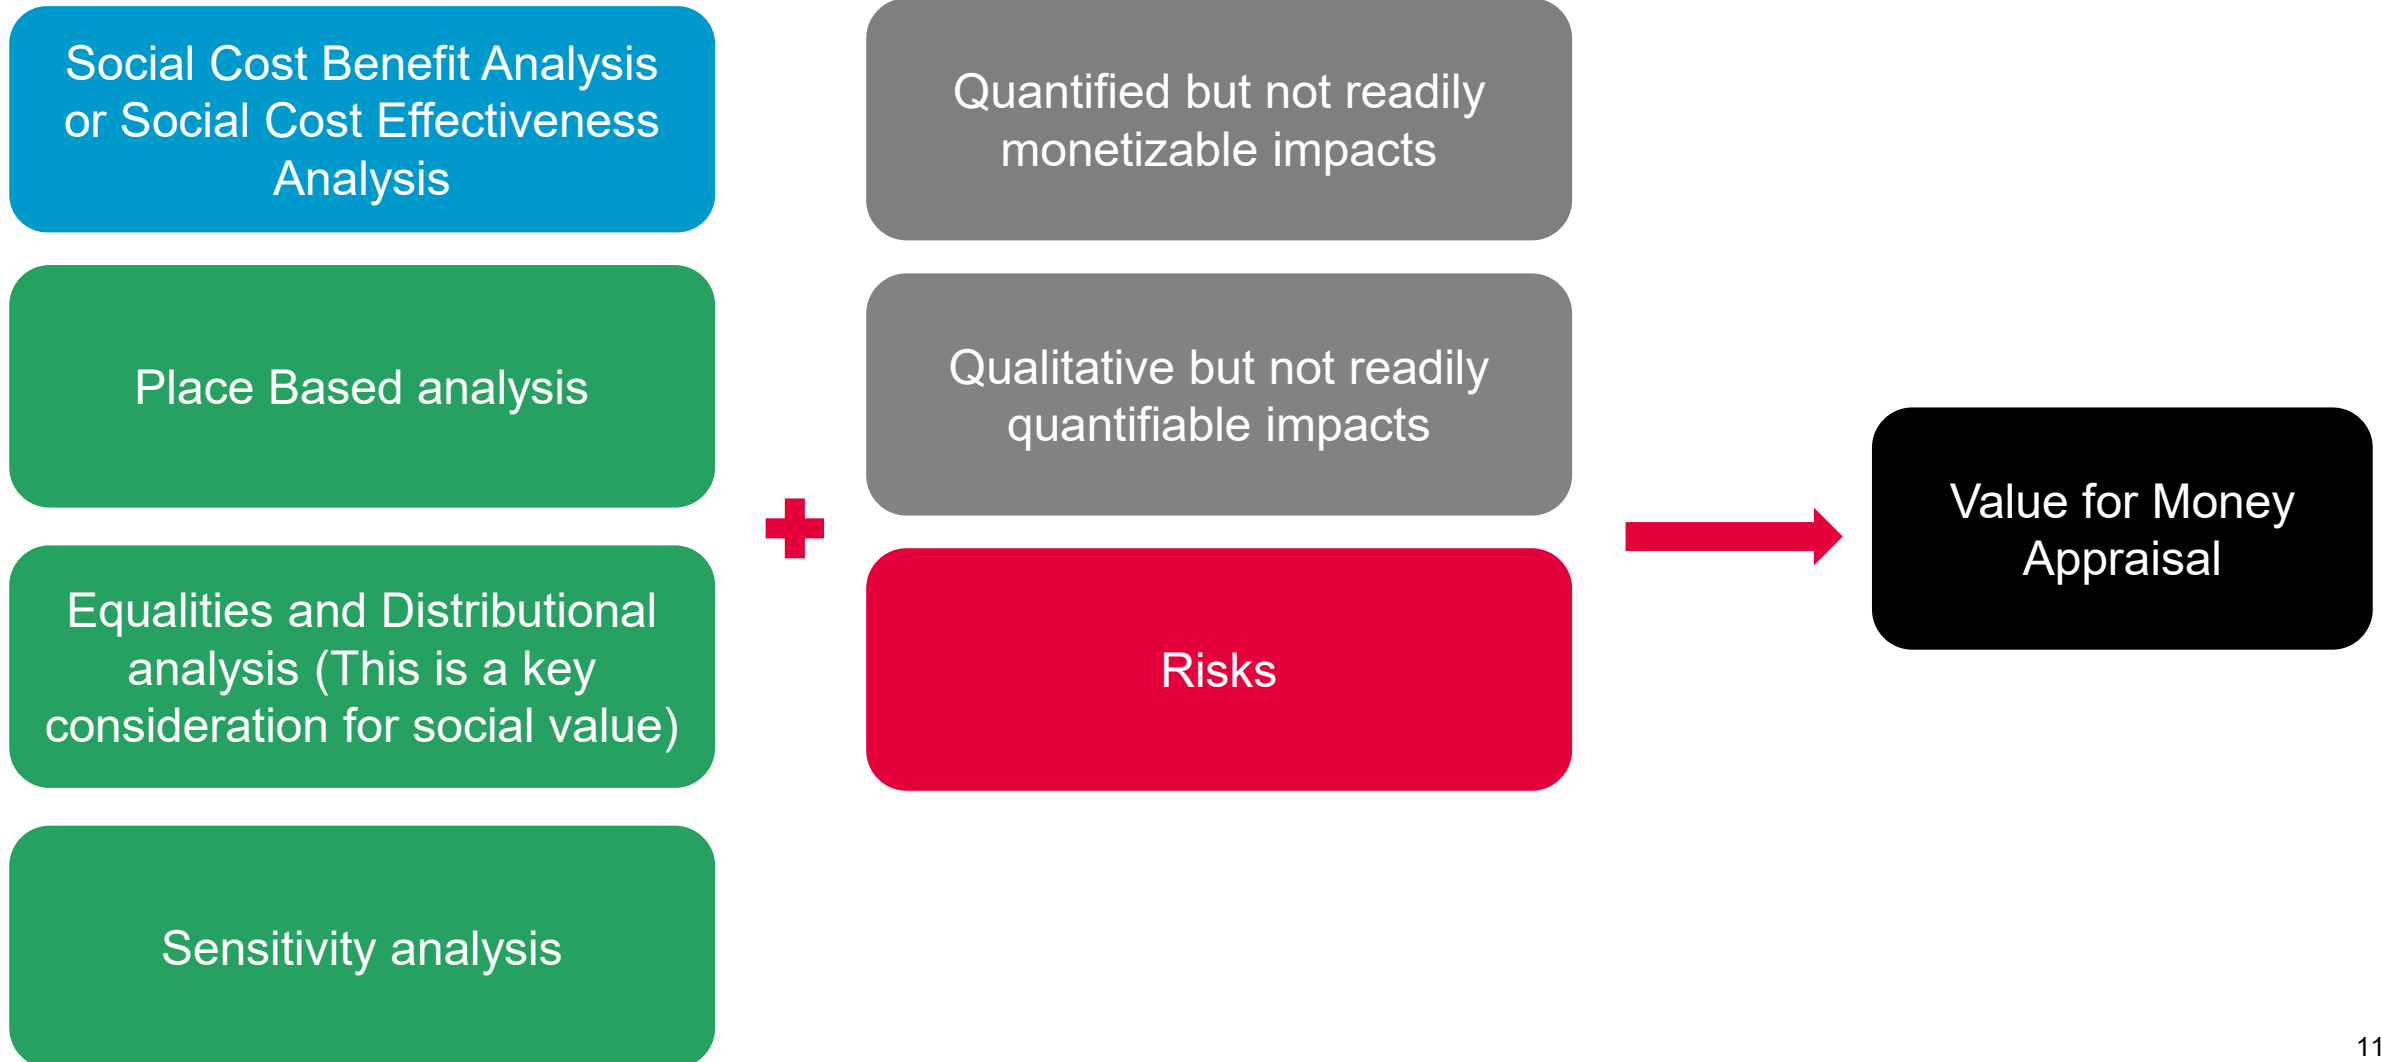 Social Cost Benefit Analysis
or Social Cost Effectiveness
Analysis
Place Based analysis
Equalities and Distributional
analysis (This is a key
consideration for social value)
Sensitivity analysis
Quantified but not readily
monetizable impacts
Qualitative but not readily
quantifiable impacts
Risks
Value for Money
Appraisal
11